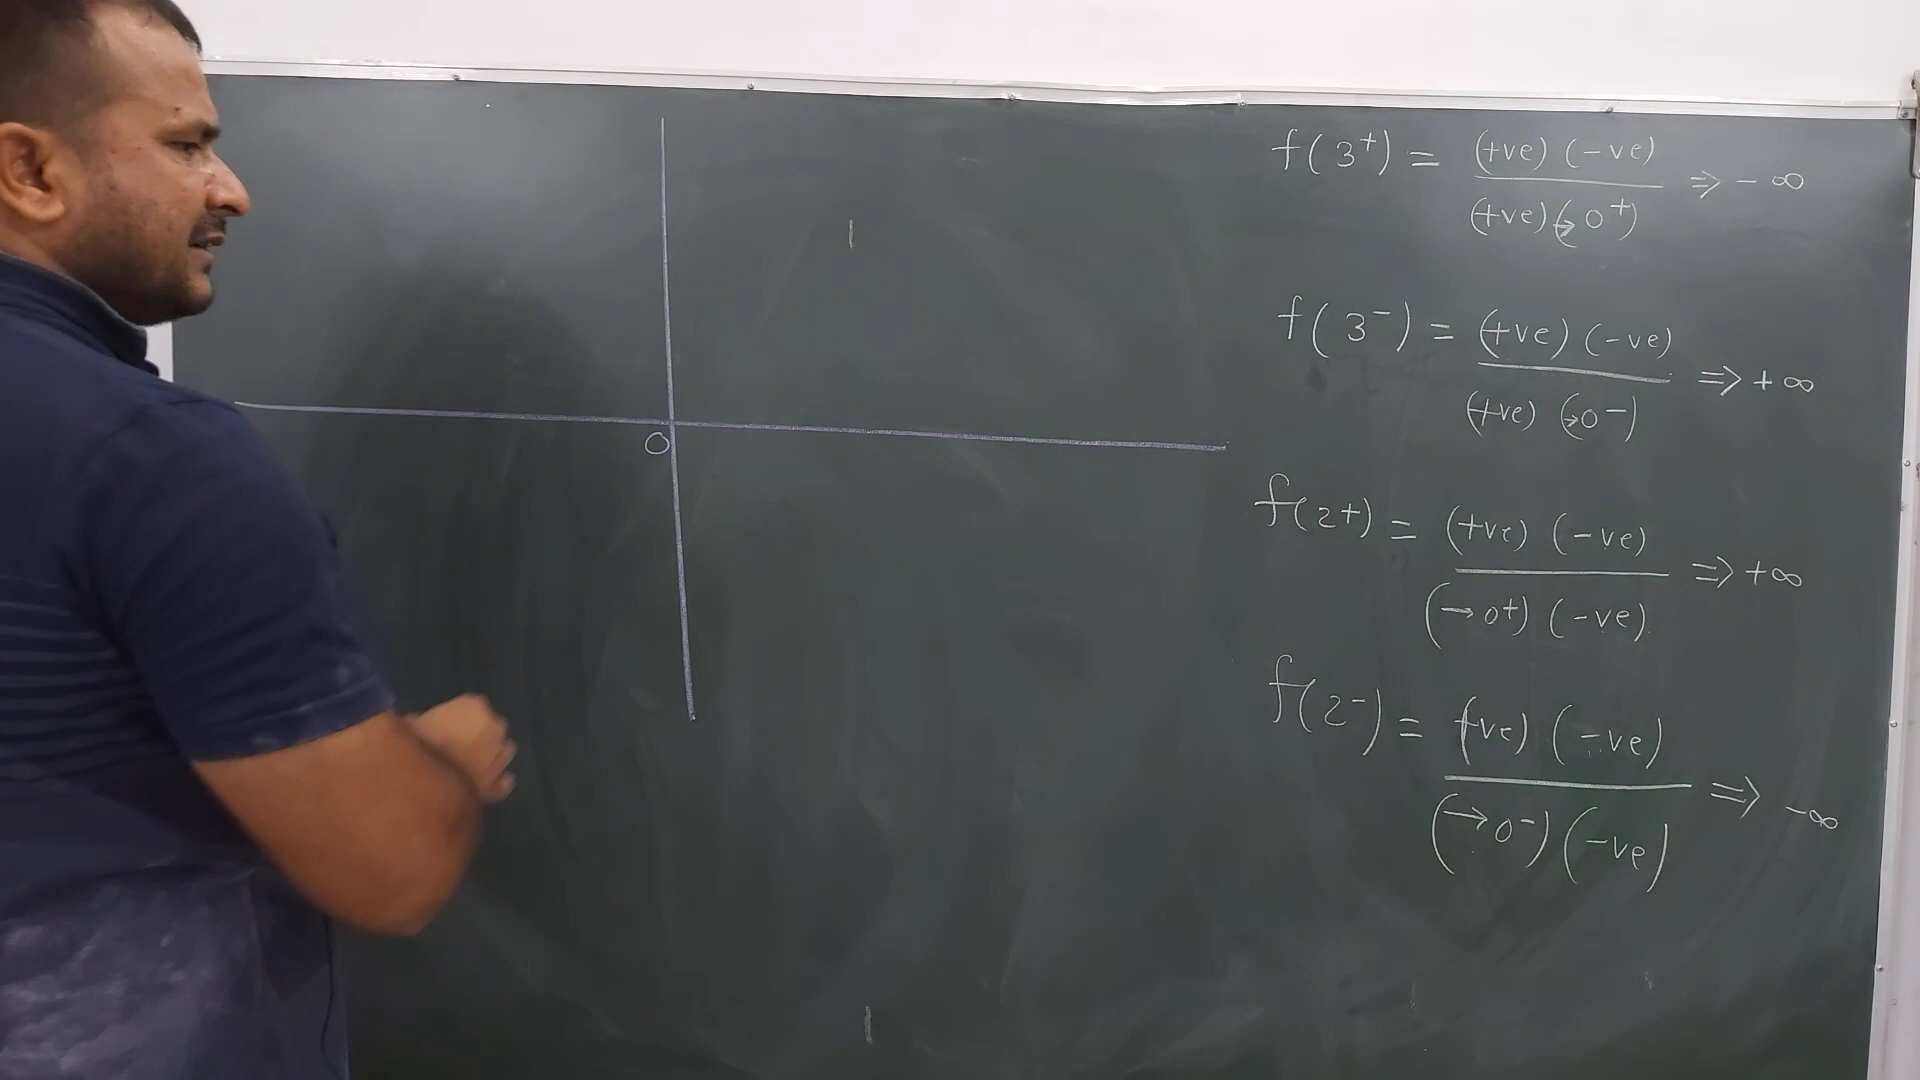 0
f(3⁺) = (+ve) (-ve) / (+ve) (→0⁺) ⇒ - ∞
f(3⁻) = (+ve) (-ve) / (+ve) (→0⁻) ⇒ + ∞
f(2+) = (+ve) (-ve) / (→0⁺) (-ve) ⇒ +∞
f(2⁻) = (+ve) (-ve) / (→0⁻) (-ve) ⇒ -∞